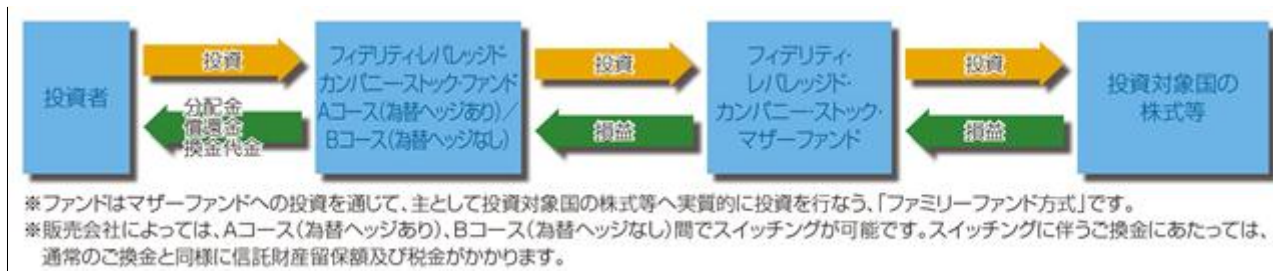 投資者
投資
分配金
償還金
換金代金
フィデリティ・レバレッジド・
カンパニー・ストック・ファンド
Aコース(為替ヘッジあり)/
Bコース(為替ヘッジなし)
投資
損益
フィデリティ・
レバレッジド・
カンパニー・ストック・
マザーファンド
投資
損益
投資対象国の
株式等
※ファンドはマザーファンドへの投資を通じて、主として投資対象国の株式等へ実質的に投資を行なう、「ファミリーファンド方式」です。
※販売会社によっては、Aコース(為替ヘッジあり)、Bコース(為替ヘッジなし)間でスイッチングが可能です。スイッチングに伴うご換金にあたっては、
通常のご換金と同様に信託財産留保額及び税金がかかります。